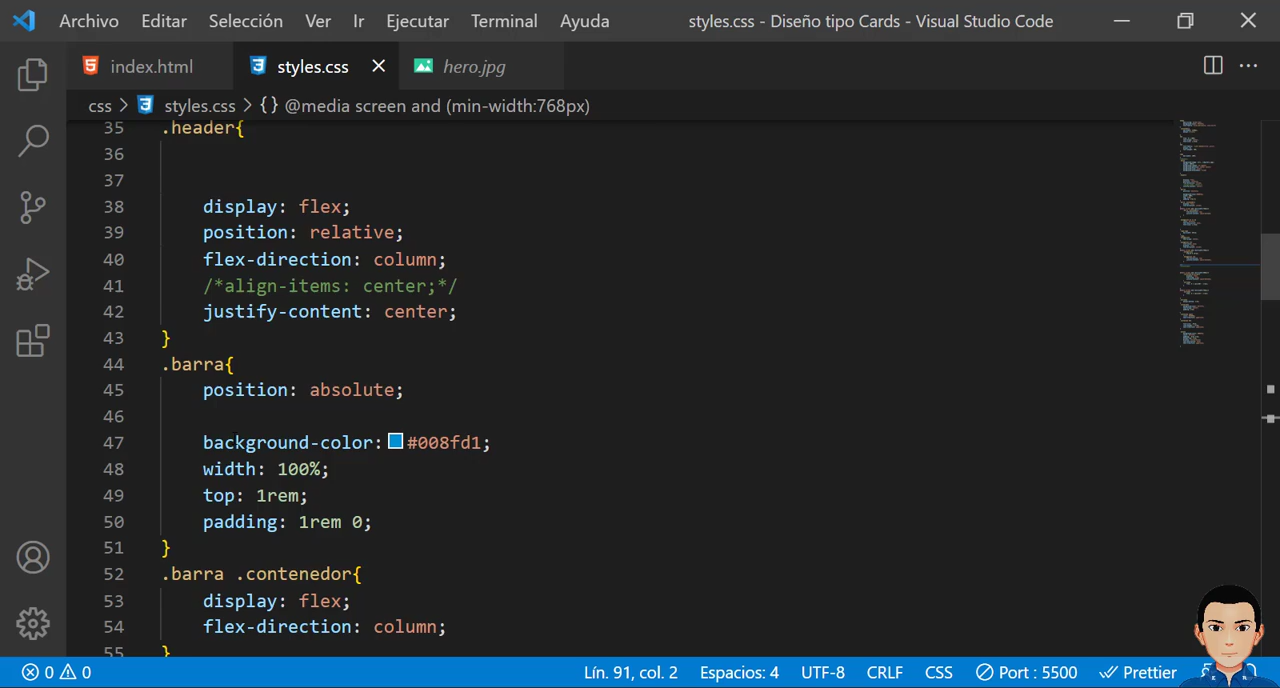 Archivo Editar Selección Ver Ir Ejecutar Terminal Ayuda styles.css - Diseño tipo Cards - Visual Studio Code
index.html styles.css hero.jpg
css > styles.css > {} @media screen and (min-width:768px)
35 .header{
36
37
38 display: flex;
39 position: relative;
40 flex-direction: column;
41 /*align-items: center;*/
42 justify-content: center;
43 }
44 .barra{
45 position: absolute;
46
47 background-color: #008fd1;
48 width: 100%;
49 top: 1rem;
50 padding: 1rem 0;
51 }
52 .barra .contenedor{
53 display: flex;
54 flex-direction: column;
55 }
0 0 Lín. 91, col. 2 Espacios: 4 UTF-8 CRLF CSS Port : 5500 Prettier